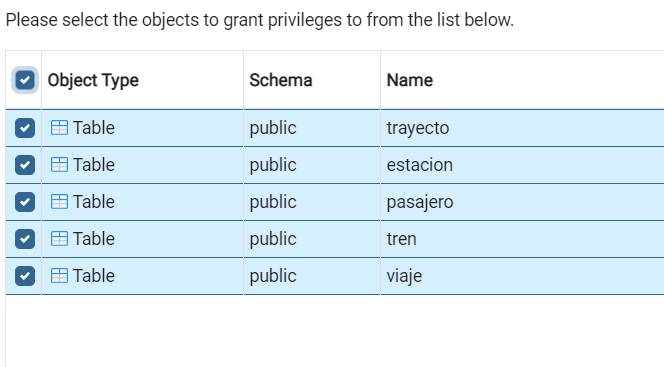 Please select the objects to grant privileges to from the list below.
Object Type Schema Name
Table public trayecto
Table public estacion
Table public pasajero
Table public tren
Table public viaje